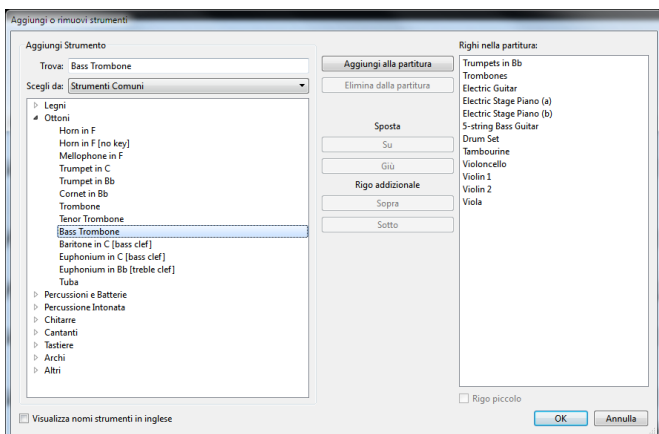 Aggiungi o rimuovi strumenti
Aggiungi Strumento
Trova: Bass Trombone
Scegli da: Strumenti Comuni
Legni
Ottoni
Horn in F
Horn in F [no key]
Mellophone in F
Trumpet in C
Trumpet in Bb
Cornet in Bb
Trombone
Tenor Trombone
Bass Trombone
Baritone in C [bass clef]
Euphonium in C [bass clef]
Euphonium in Bb [treble clef]
Tuba
Percussioni e Batterie
Percussione Intonata
Chitarre
Cantanti
Tastiere
Archi
Altri
Visualizza nomi strumenti in inglese
Aggiungi alla partitura
Elimina dalla partitura
Sposta
Su
Giù
Rigo addizionale
Sopra
Sotto
Righi nella partitura:
Trumpets in Bb
Trombones
Electric Guitar
Electric Stage Piano (a)
Electric Stage Piano (b)
5-string Bass Guitar
Drum Set
Tambourine
Violoncello
Violin 1
Violin 2
Viola
Rigo piccolo
OK
Annulla